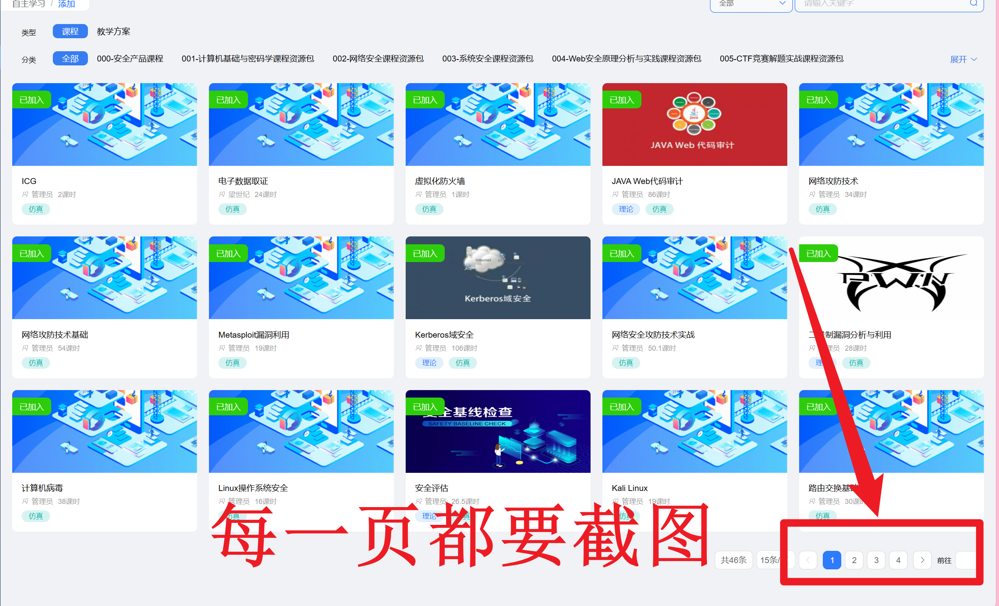 自主学习 / 添加
全部
请输入关键字
类型 课程 教学方案
分类 全部 000-安全产品课程 001-计算机基础与密码学课程资源包 002-网络安全课程资源包 003-系统安全课程资源包 004-Web安全原理分析与实践课程资源包 005-CTF竞赛解题实战课程资源包 展开
已加入
ICG
管理员 2课时
仿真
已加入
电子数据取证
梁世纪 24课时
仿真
已加入
虚拟化防火墙
管理员 1课时
仿真
已加入
Java
JAVA Web 代码审计
JAVA Web代码审计
管理员 86课时
理论 仿真
已加入
网络攻防技术
管理员 34课时
仿真
已加入
网络攻防技术基础
管理员 54课时
仿真
已加入
Metasploit漏洞利用
管理员 19课时
仿真
已加入
Internet
Kerberos域安全
Kerberos域安全
管理员 106课时
理论 仿真
已加入
网络安全攻防技术实战
管理员 50.1课时
仿真
已加入
PWN
二进制漏洞分析与利用
管理员 28课时
理 仿真
已加入
计算机病毒
管理员 38课时
仿真
已加入
Linux操作系统安全
管理员 16课时
仿真
已加入
安全基线检查
SAFETY BASELINE CHECK
安全评估
管理员 26.5课时
理论 仿真
已加入
Kali Linux
管理员 19课时
仿真
已加入
路由交换基础
管理员 30课时
仿真
每一页都要截图
共46条 15条/ 1 2 3 4 前往